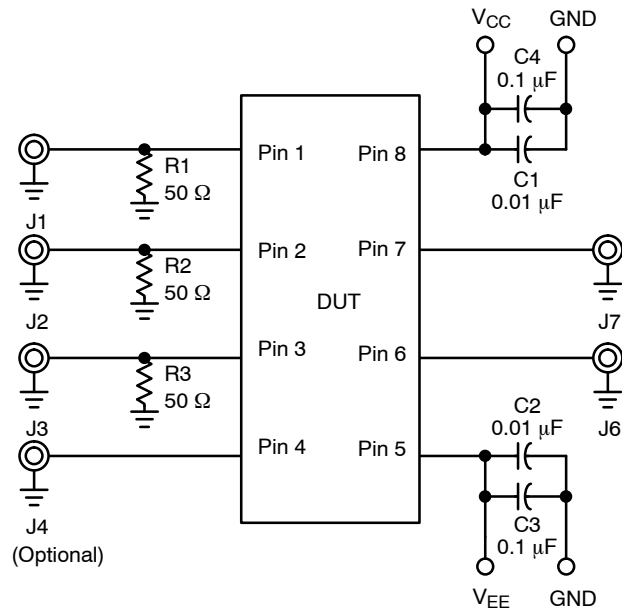 V_CC GND
C4
0.1 μF
C1
0.01 μF
Pin 1 Pin 8
R1
50 Ω
J1
Pin 2 Pin 7
R2
50 Ω
DUT
J2 J7
Pin 3 Pin 6
R3
50 Ω
J3 J6
C2
0.01 μF
Pin 4 Pin 5
C3
0.1 μF
J4
(Optional)
V_EE GND